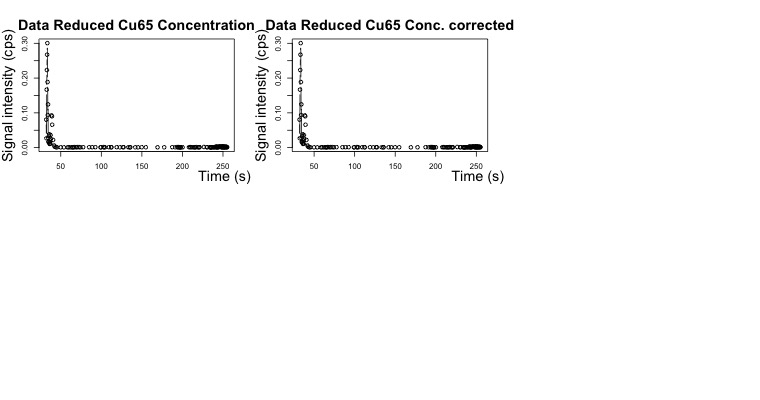 Data Reduced Cu65 Concentration
Signal intensity (cps)
0.00 0.10 0.20 0.30
50 100 150 200 250
Time (s)
Data Reduced Cu65 Conc. corrected
Signal intensity (cps)
0.00 0.10 0.20 0.30
50 100 150 200 250
Time (s)